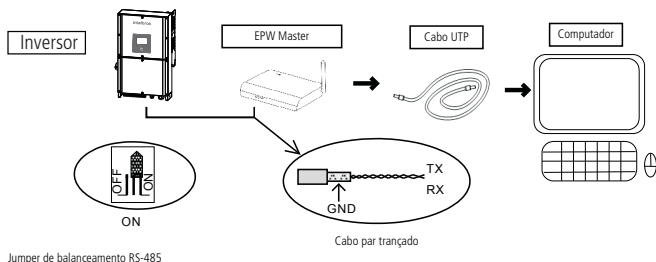 Inversor
intelbras
EPW Master
Cabo UTP
Computador
OFF
ON
ON
TX
RX
GND
Cabo par trançado
Jumper de balanceamento RS-485